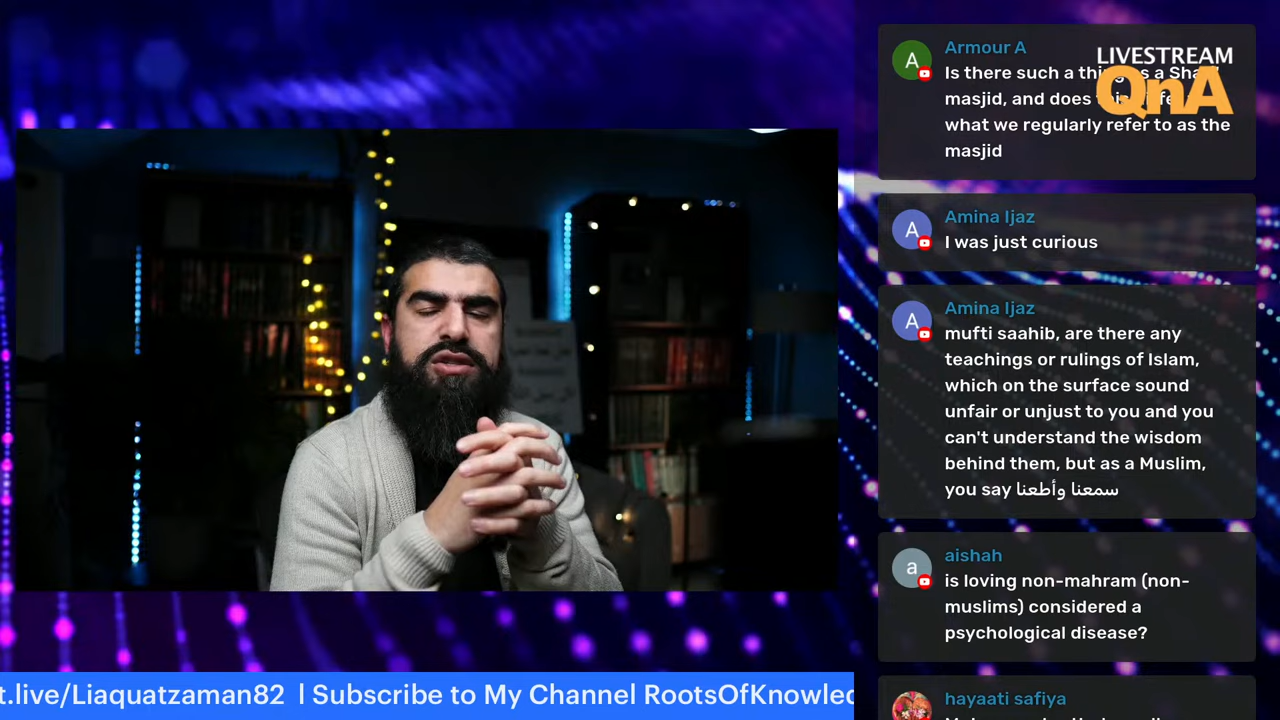 Armour A
LIVESTREAM
QnA
Is there such a
masjid, and does
what we regularly refer to as the
masjid
Amina Ijaz
I was just curious
Amina Ijaz
mufti saahib, are there any
teachings or rulings of Islam,
which on the surface sound
unfair or unjust to you and you
can't understand the wisdom
behind them, but as a Muslim,
you say سمعنا وأطعنا
aishah
is loving non-mahram (non-
muslims) considered a
psychological disease?
hayaati safiya
t.live/Liaquatzaman82 | Subscribe to My Channel RootsOfKnowled